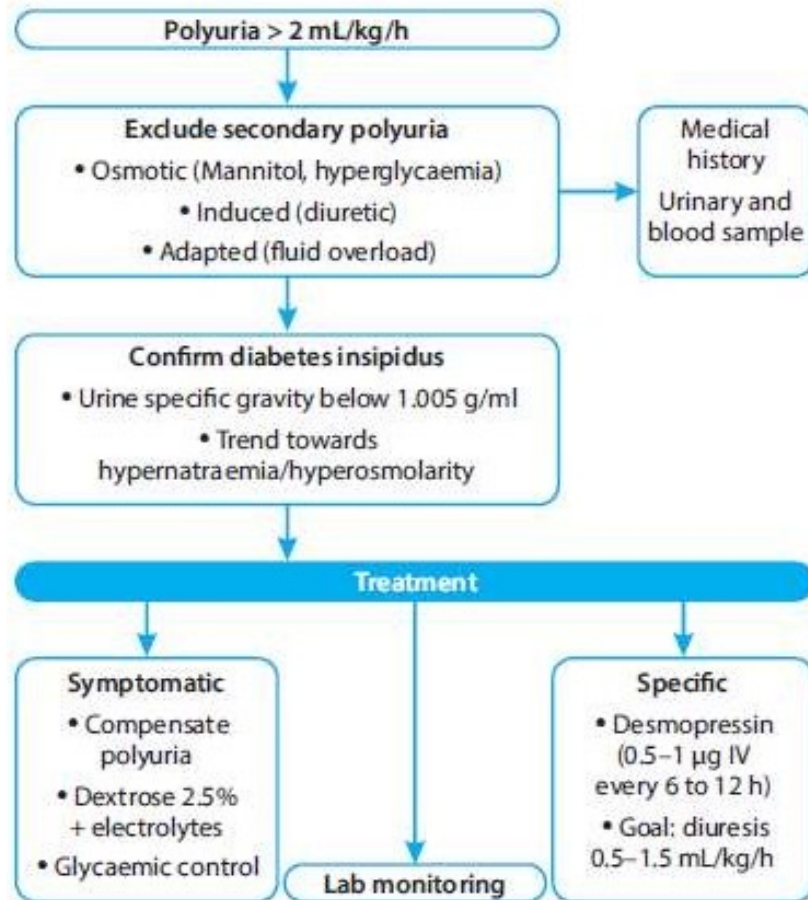 Polyuria > 2 mL/kg/h
Exclude secondary polyuria
• Osmotic (Mannitol, hyperglycaemia)
• Induced (diuretic)
• Adapted (fluid overload)
Medical
history
Urinary and
blood sample
Confirm diabetes insipidus
• Urine specific gravity below 1.005 g/ml
• Trend towards
hypernatraemia/hyperosmolarity
Treatment
Symptomatic
• Compensate
polyuria
• Dextrose 2.5%
+ electrolytes
• Glycaemic control
Lab monitoring
Specific
• Desmopressin
(0.5–1 µg IV
every 6 to 12 h)
• Goal: diuresis
0.5–1.5 mL/kg/h